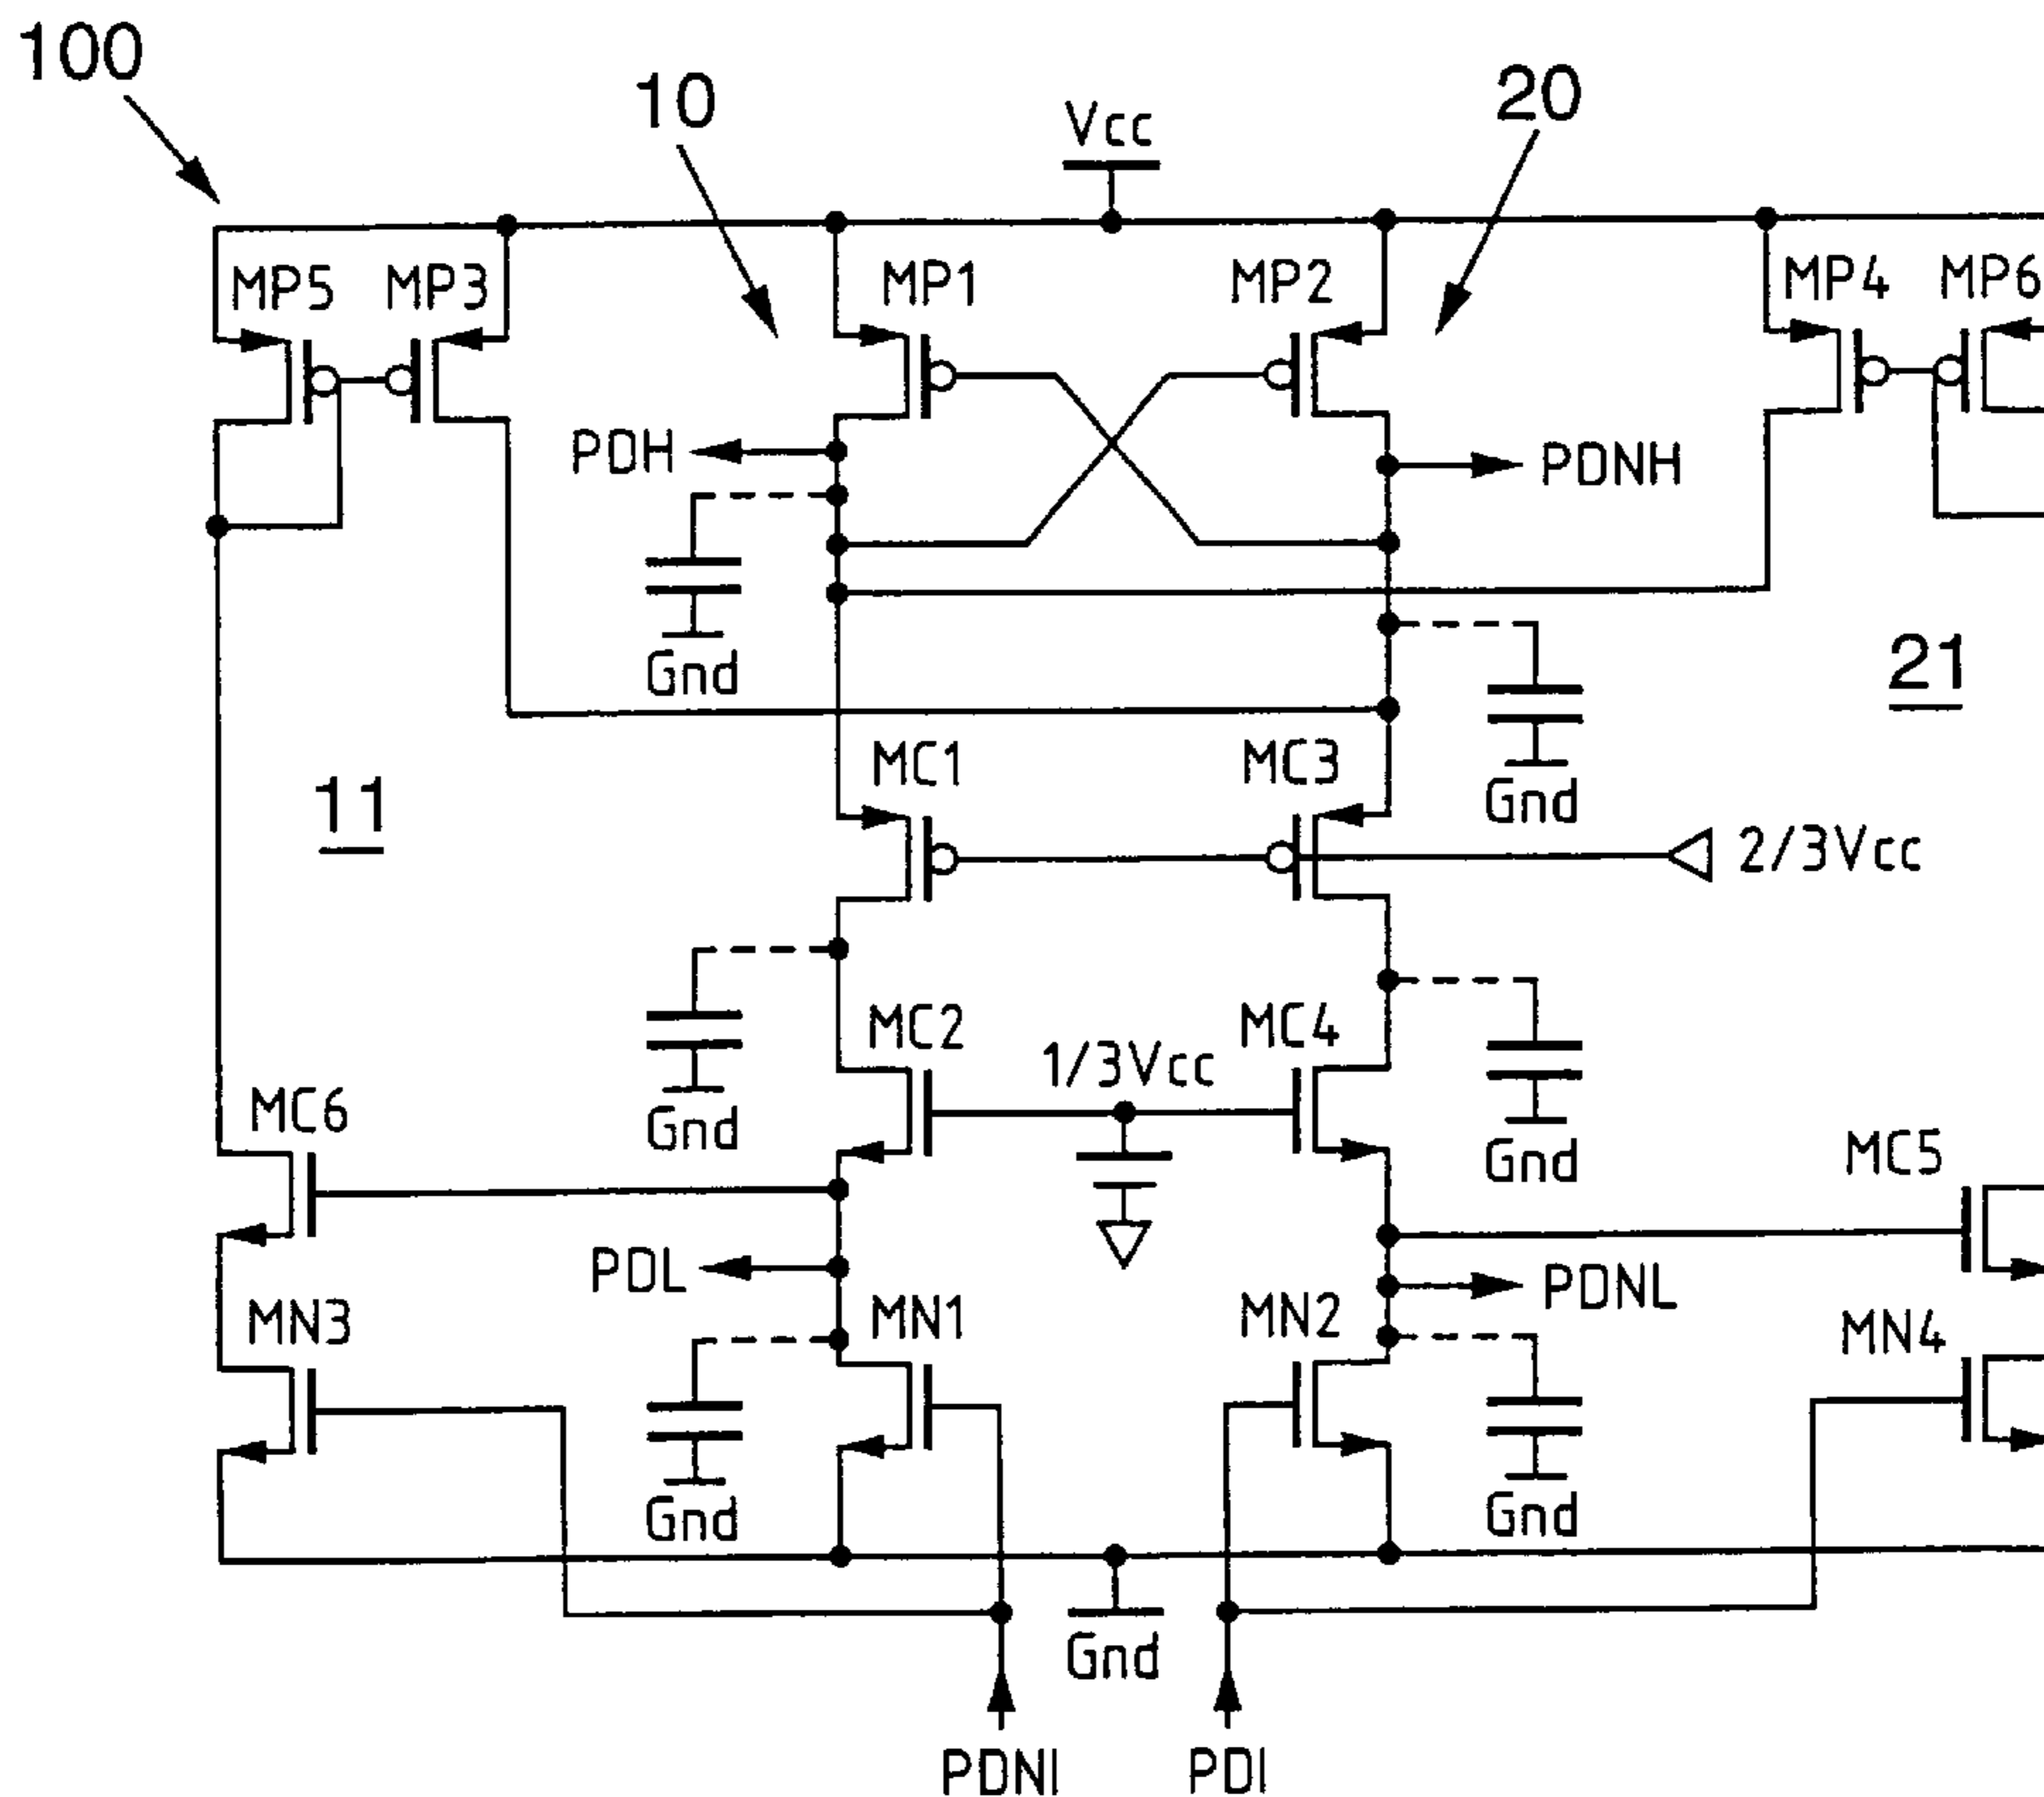 100
10
20
Vcc
MP5
MP3
MP1
MP2
MP4
MP6
PDH
PDNH
Gnd
21
Gnd
11
MC1
MC3
2/3Vcc
MC2
1/3Vcc
MC4
Gnd
Gnd
MC6
MC5
PDL
PDNL
MN3
MN1
MN2
MN4
Gnd
Gnd
Gnd
PDNI
PDI